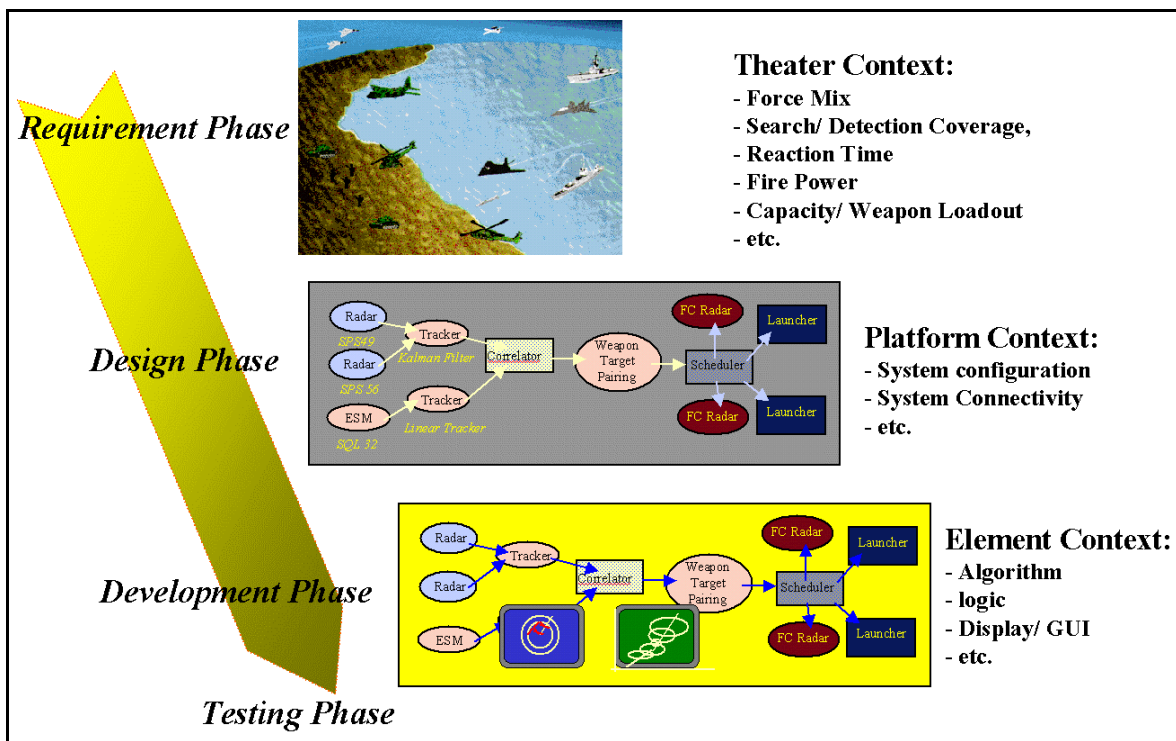 Requirement Phase
Theater Context:
- Force Mix
- Search/ Detection Coverage,
- Reaction Time
- Fire Power
- Capacity/ Weapon Loadout
- etc.
Design Phase
Radar
SPS49
Radar
SPS 56
ESM
SQL 32
Tracker
Kalman Filter
Tracker
Linear Tracker
Correlator
Weapon
Target
Pairing
FC Radar
Scheduler
FC Radar
Launcher
Launcher
Platform Context:
- System configuration
- System Connectivity
- etc.
Development Phase
Radar
Radar
ESM
Tracker
Correlator
Weapon
Target
Pairing
FC Radar
Scheduler
FC Radar
Launcher
Launcher
Element Context:
- Algorithm
- logic
- Display/ GUI
- etc.
Testing Phase